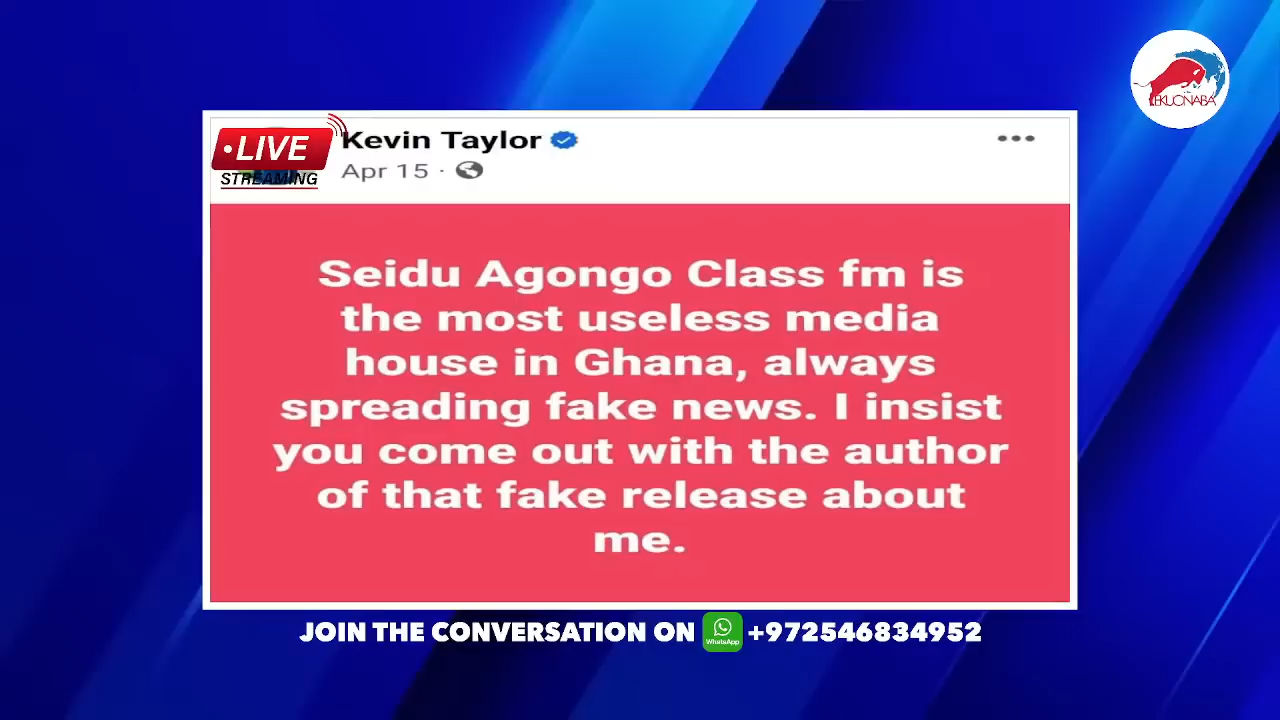 EKUONABA
•LIVE
STREAMING
Kevin Taylor
Apr 15 ·
Seidu Agongo Class fm is
the most useless media
house in Ghana, always
spreading fake news. I insist
you come out with the author
of that fake release about
me.
JOIN THE CONVERSATION ON WhatsApp +972546834952